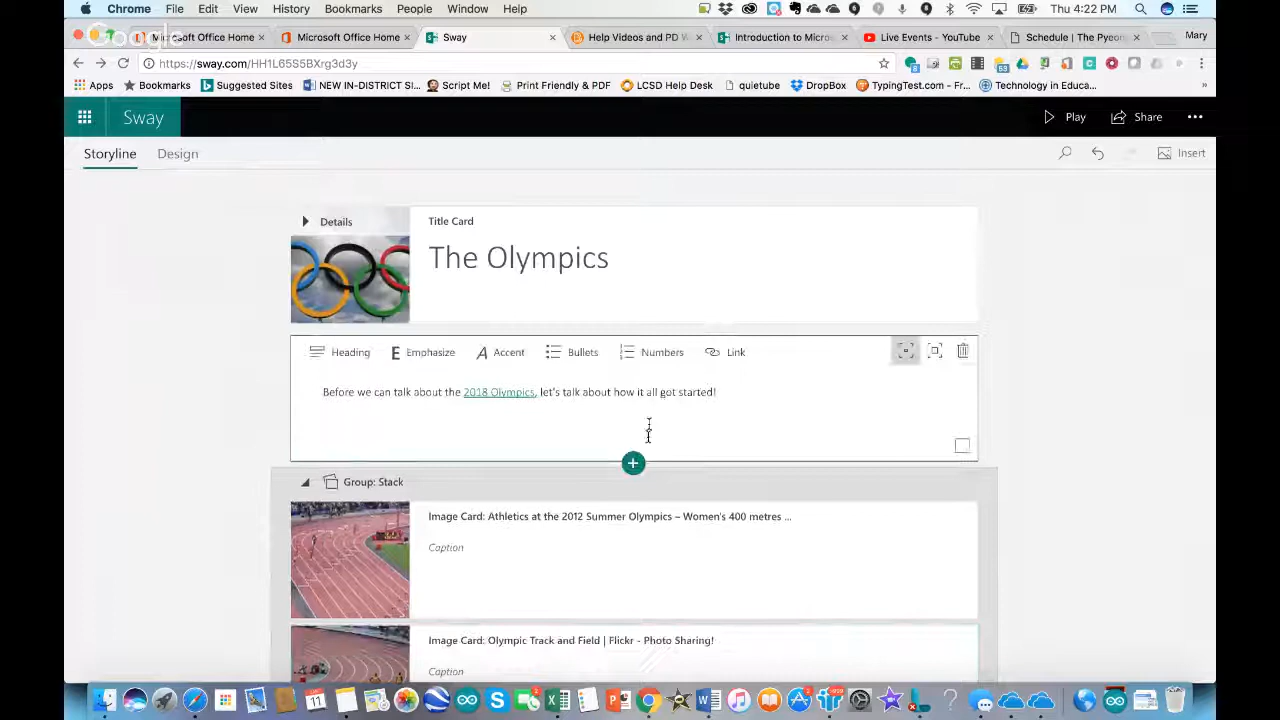 Chrome File Edit View History Bookmarks People Window Help Thu 4:22 PM
Google
Microsoft Office Home Microsoft Office Home Sway Help Videos and PD W Introduction to Micros Live Events - YouTube Schedule | The Pyeon Mary
https://sway.com/HH1L65S5BXrg3d3y
Apps Bookmarks Suggested Sites NEW IN-DISTRICT SI... Script Me! Print Friendly & PDF LCSD Help Desk quietube DropBox TypingTest.com - Fr... Technology in Educa... »
Sway Play Share
Storyline Design Insert
Details Title Card
The Olympics
Heading E Emphasize A Accent Bullets Numbers Link
Before we can talk about the 2018 Olympics, let's talk about how it all got started!
Group: Stack
Image Card: Athletics at the 2012 Summer Olympics – Women's 400 metres ...
Caption
Image Card: Olympic Track and Field | Flickr - Photo Sharing!
Caption